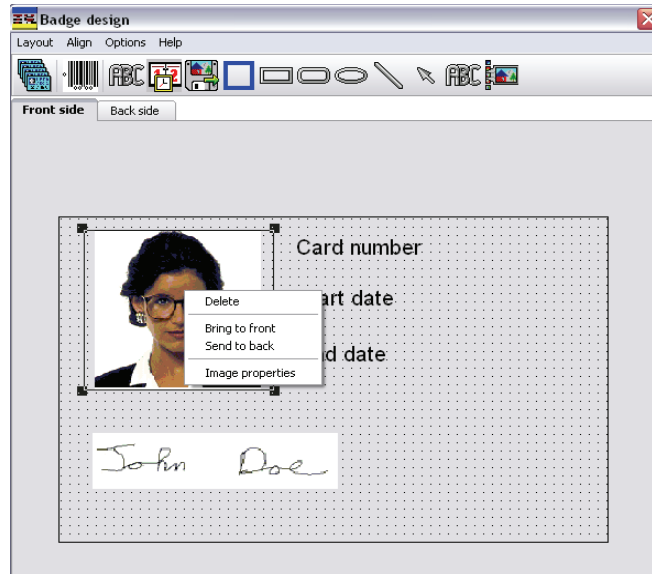 Badge design
Layout Align Options Help
ABC ABC
Front side Back side
Card number
Delete
art date
Bring to front
Send to back
d date
Image properties
John Doe